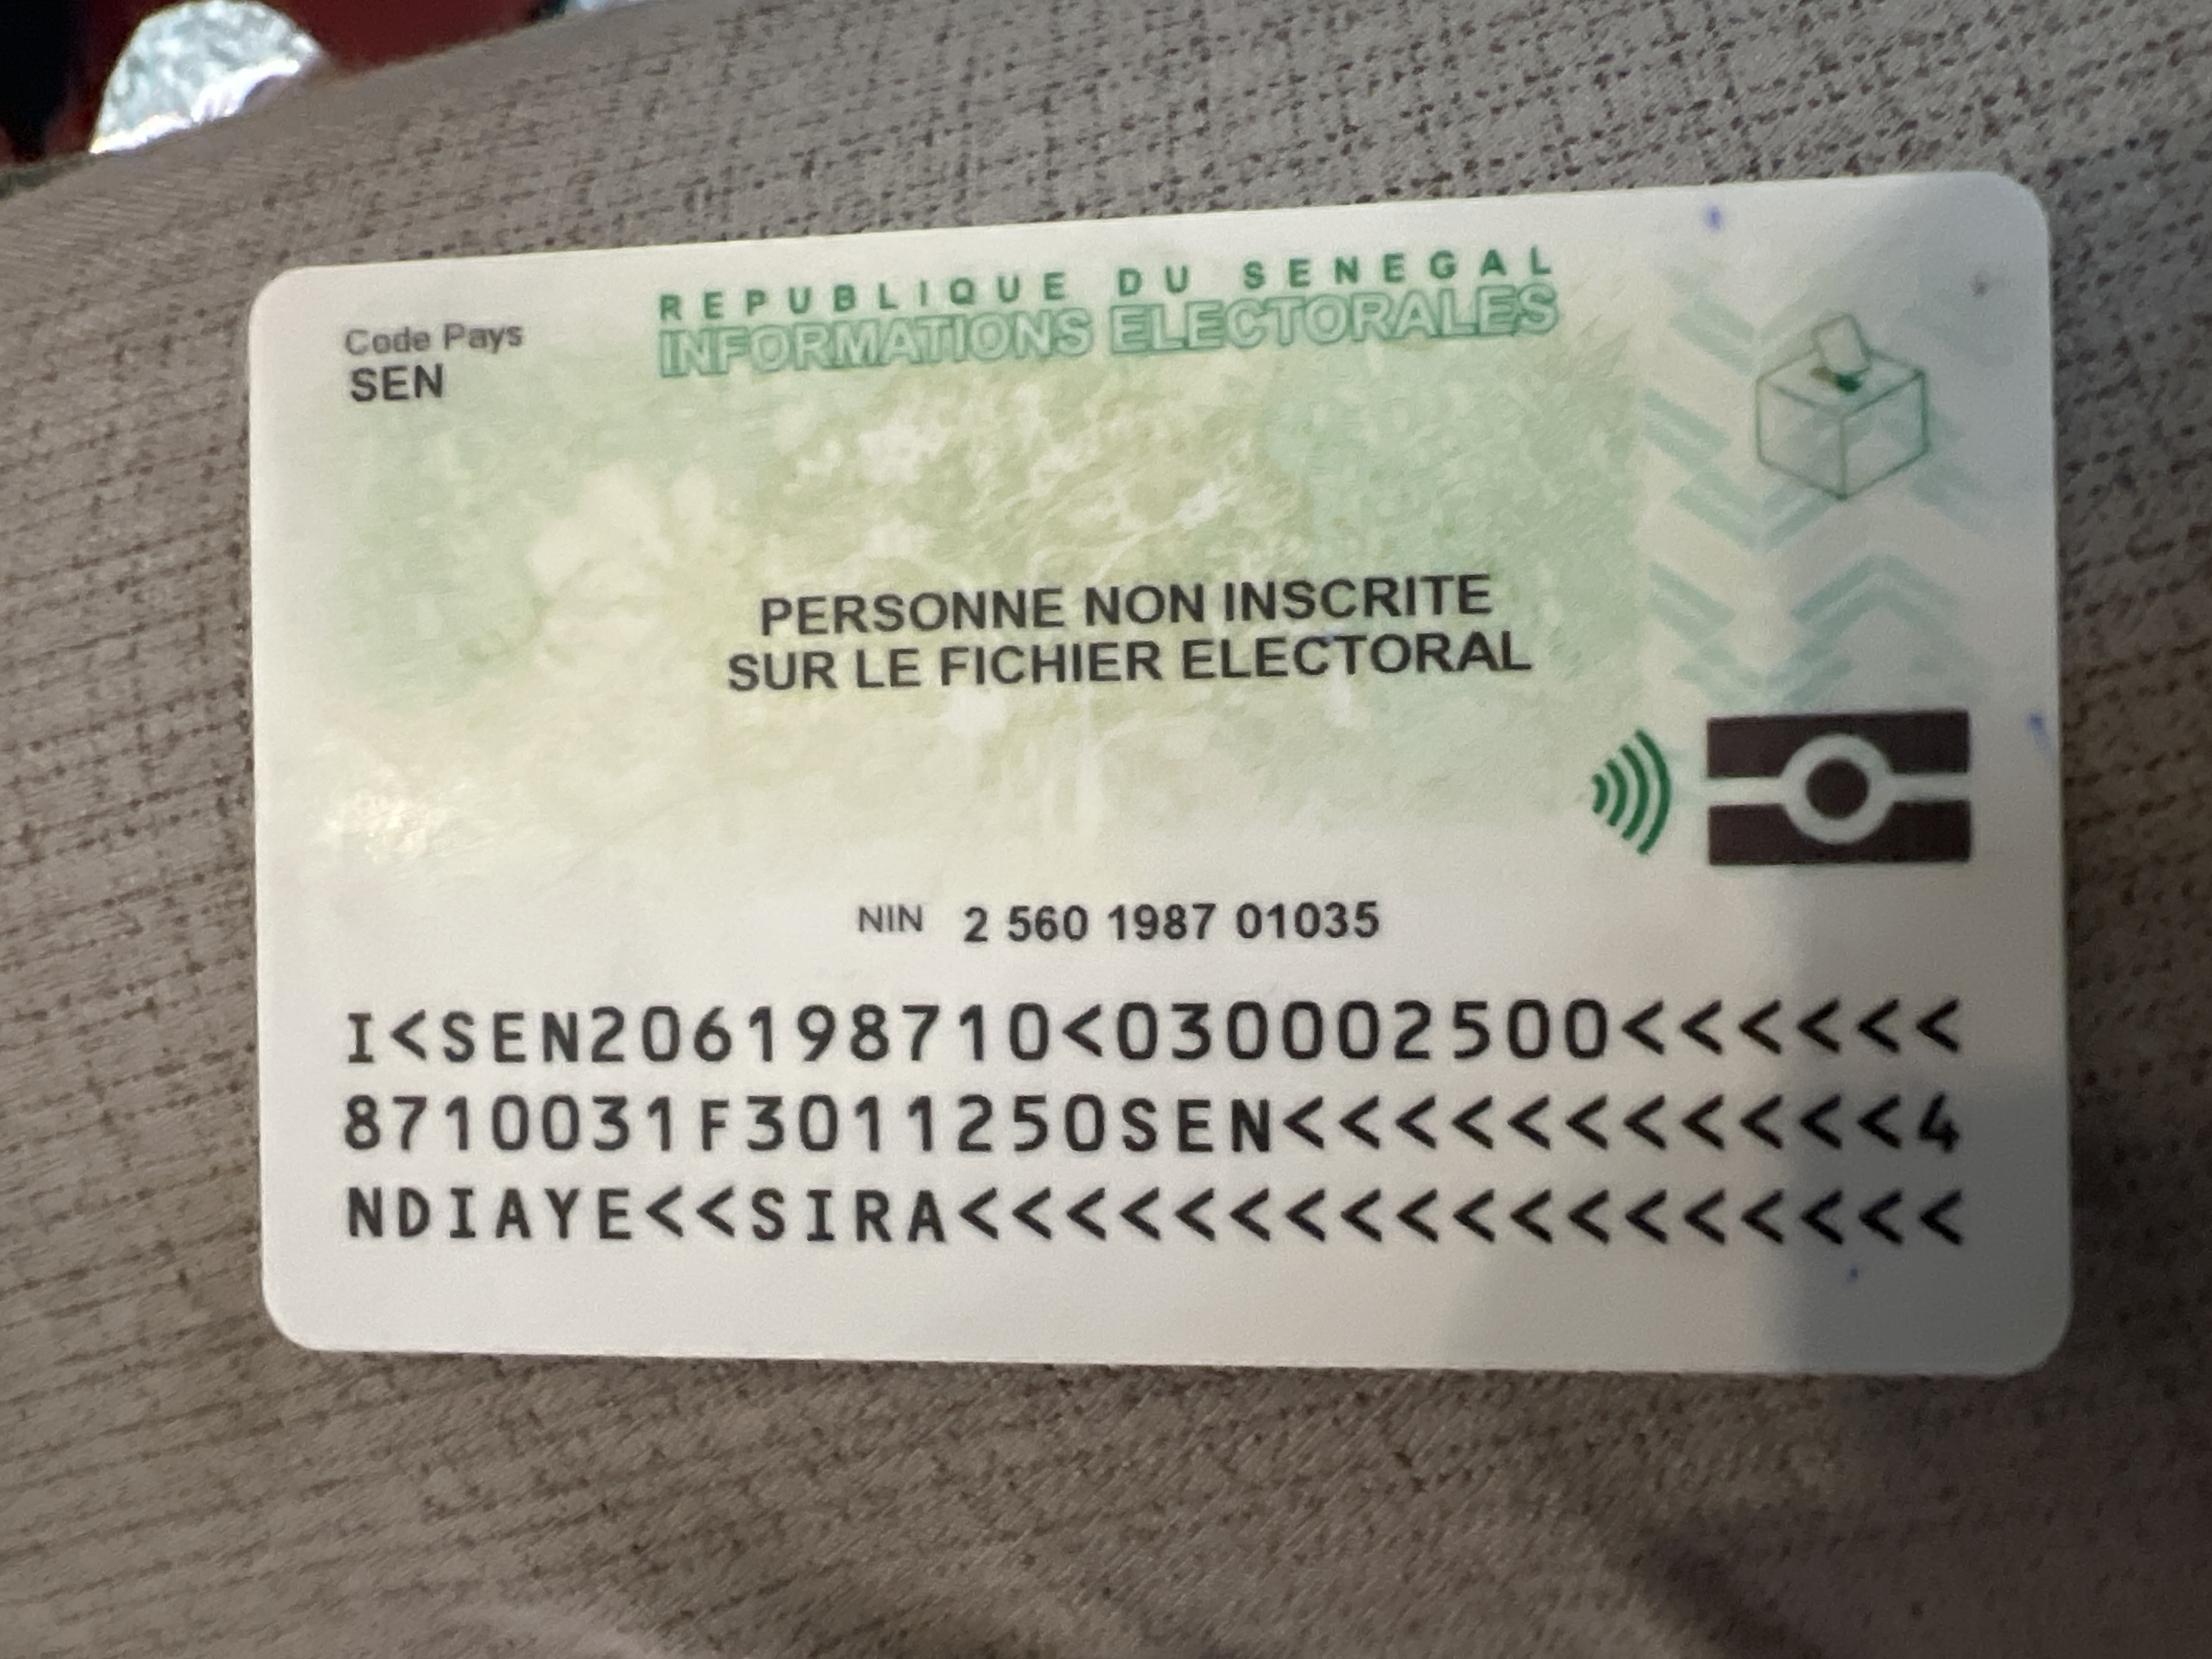 REPUBLIQUE DU SENEGAL
INFORMATIONS ELECTORALES
Code Pays
SEN
PERSONNE NON INSCRITE
SUR LE FICHIER ELECTORAL
NIN 2 560 1987 01035
I<SEN206198710<030002500<<<<<<
8710031F3011250SEN<<<<<<<<<<<4
NDIAYE<<SIRA<<<<<<<<<<<<<<<<<<